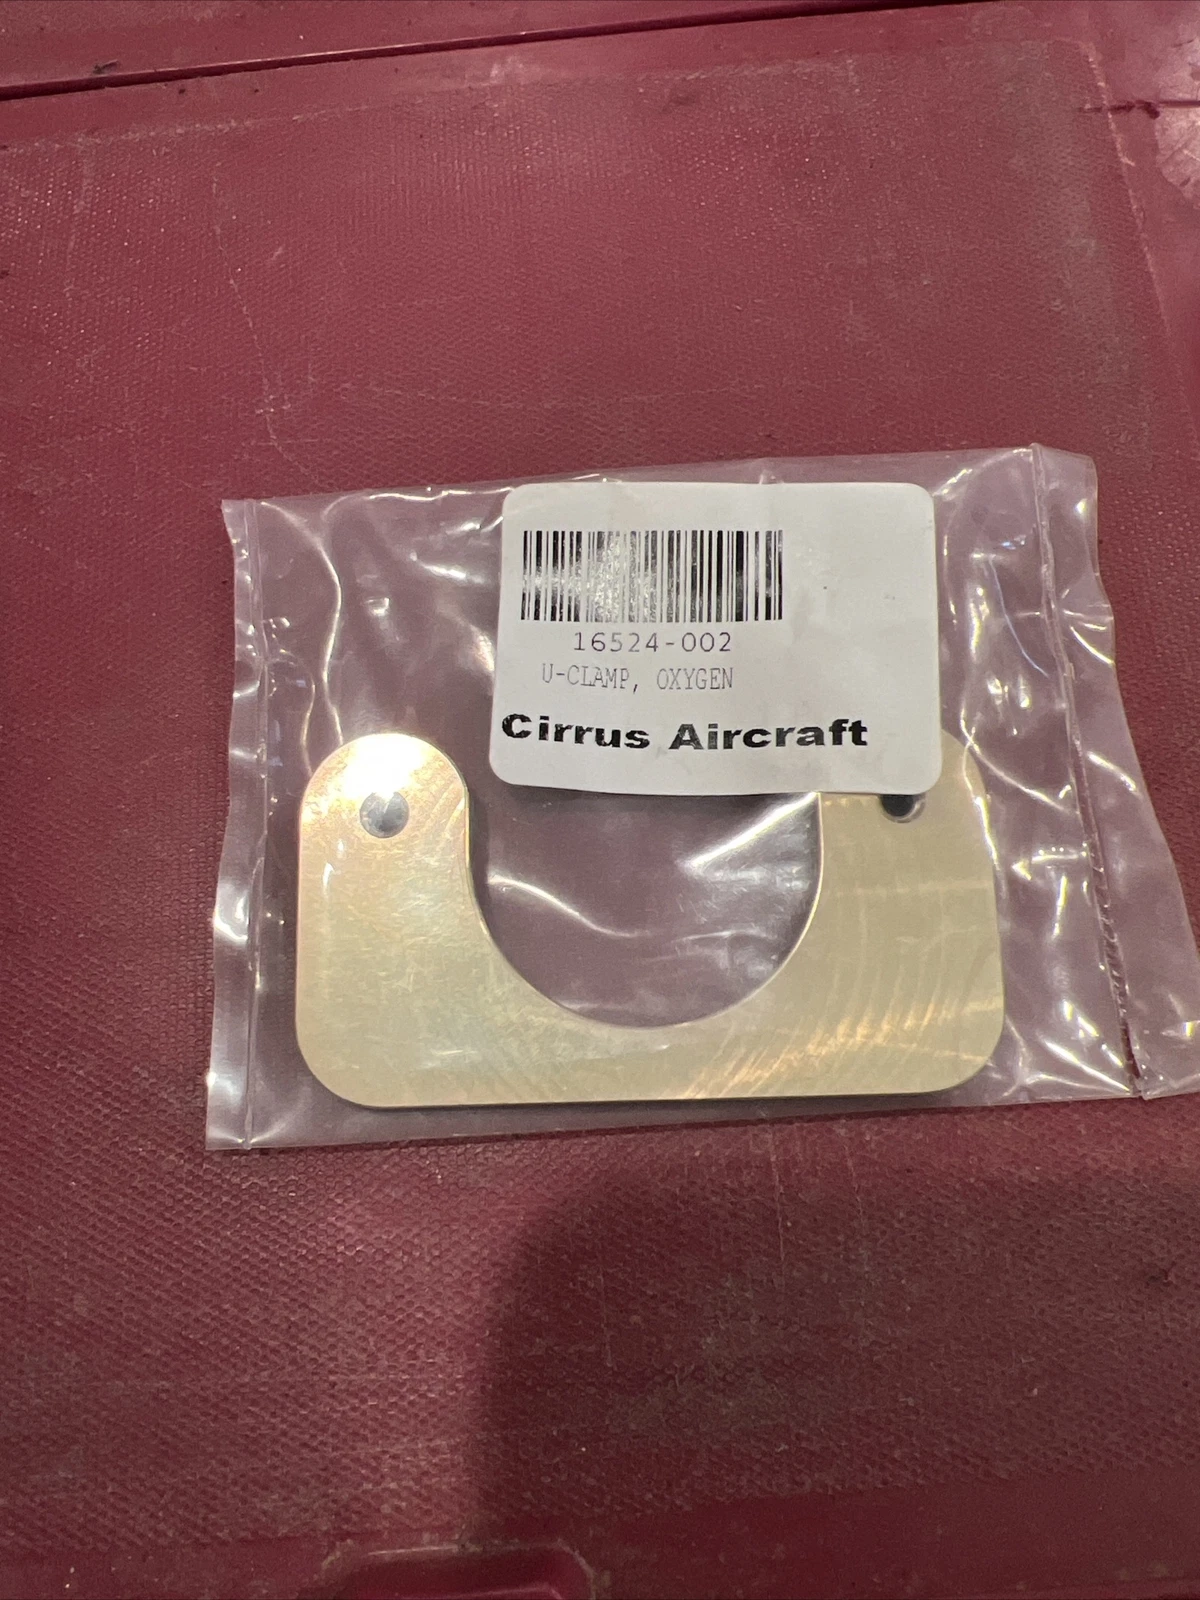 16524-002
U-CLAMP, OXYGEN
Cirrus Aircraft